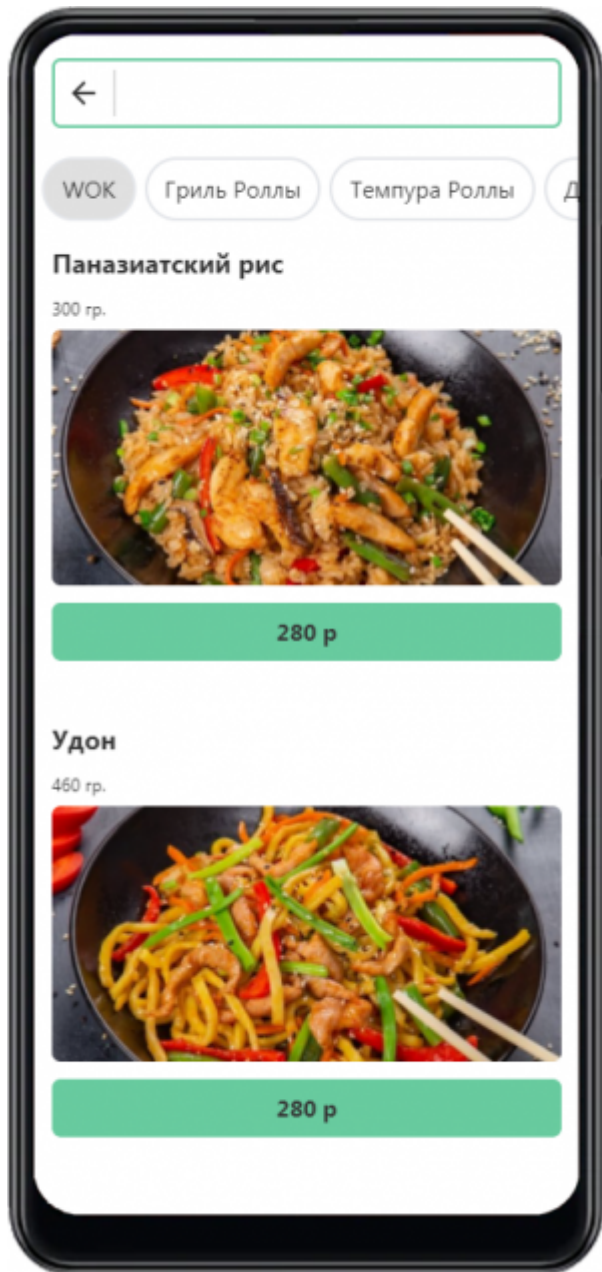 WOK
Гриль Роллы
Темпура Роллы
Д
Паназиатский рис
300 гр.
280 р
Удон
460 гр.
280 р